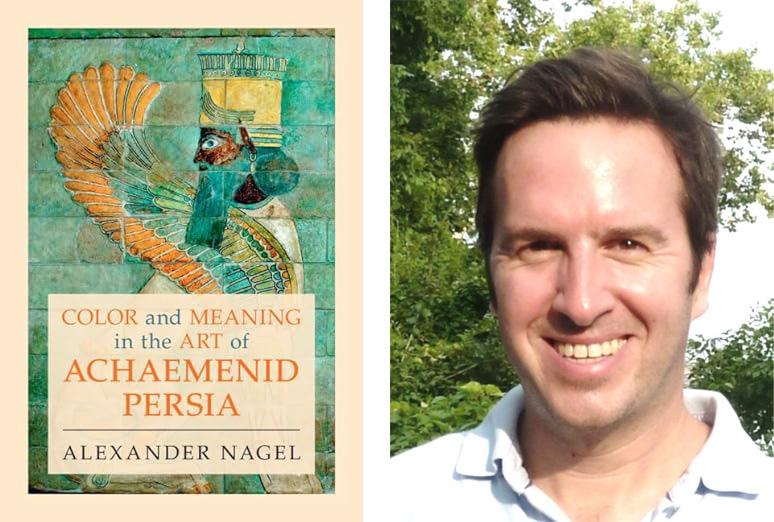 COLOR and MEANING
in the ART of
ACHAEMENID
PERSIA
ALEXANDER NAGEL